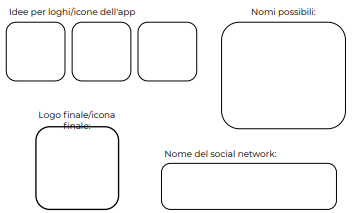 Idee per loghi/icone dell'app
Nomi possibili:
Logo finale/icona
finale:
Nome del social network: